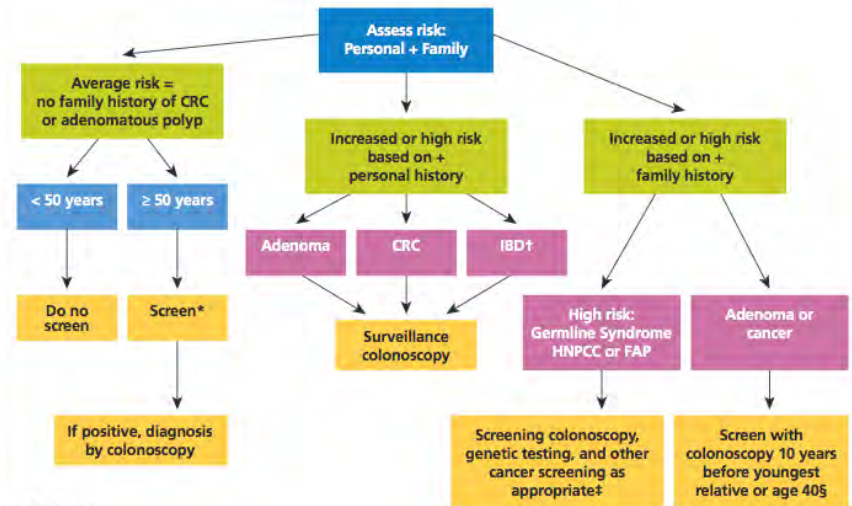 Assess risk:
Personal + Family
Average risk =
no family history of CRC
or adenomatous polyp
Increased or high risk
based on +
personal history
Increased or high risk
based on +
family history
< 50 years
≥ 50 years
Adenoma
CRC
IBD†
Do no
screen
Screen*
Surveillance
colonoscopy
High risk:
Germline Syndrome
HNPCC or FAP
Adenoma or
cancer
If positive, diagnosis
by colonoscopy
Screening colonoscopy,
genetic testing, and other
cancer screening as
appropriate‡
Screen with
colonoscopy 10 years
before youngest
relative or age 40§